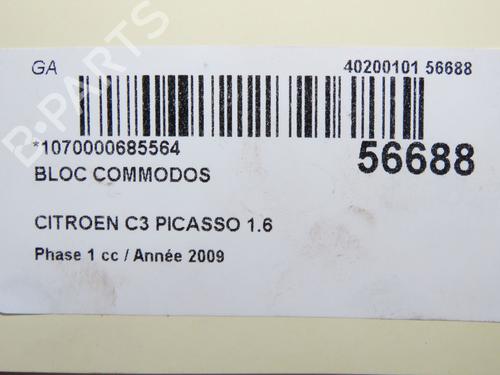 GA
40200101 56688
*1070000685564
56688
BLOC COMMODOS
CITROEN C3 PICASSO 1.6
Phase 1 cc / Année 2009
B-PARTS